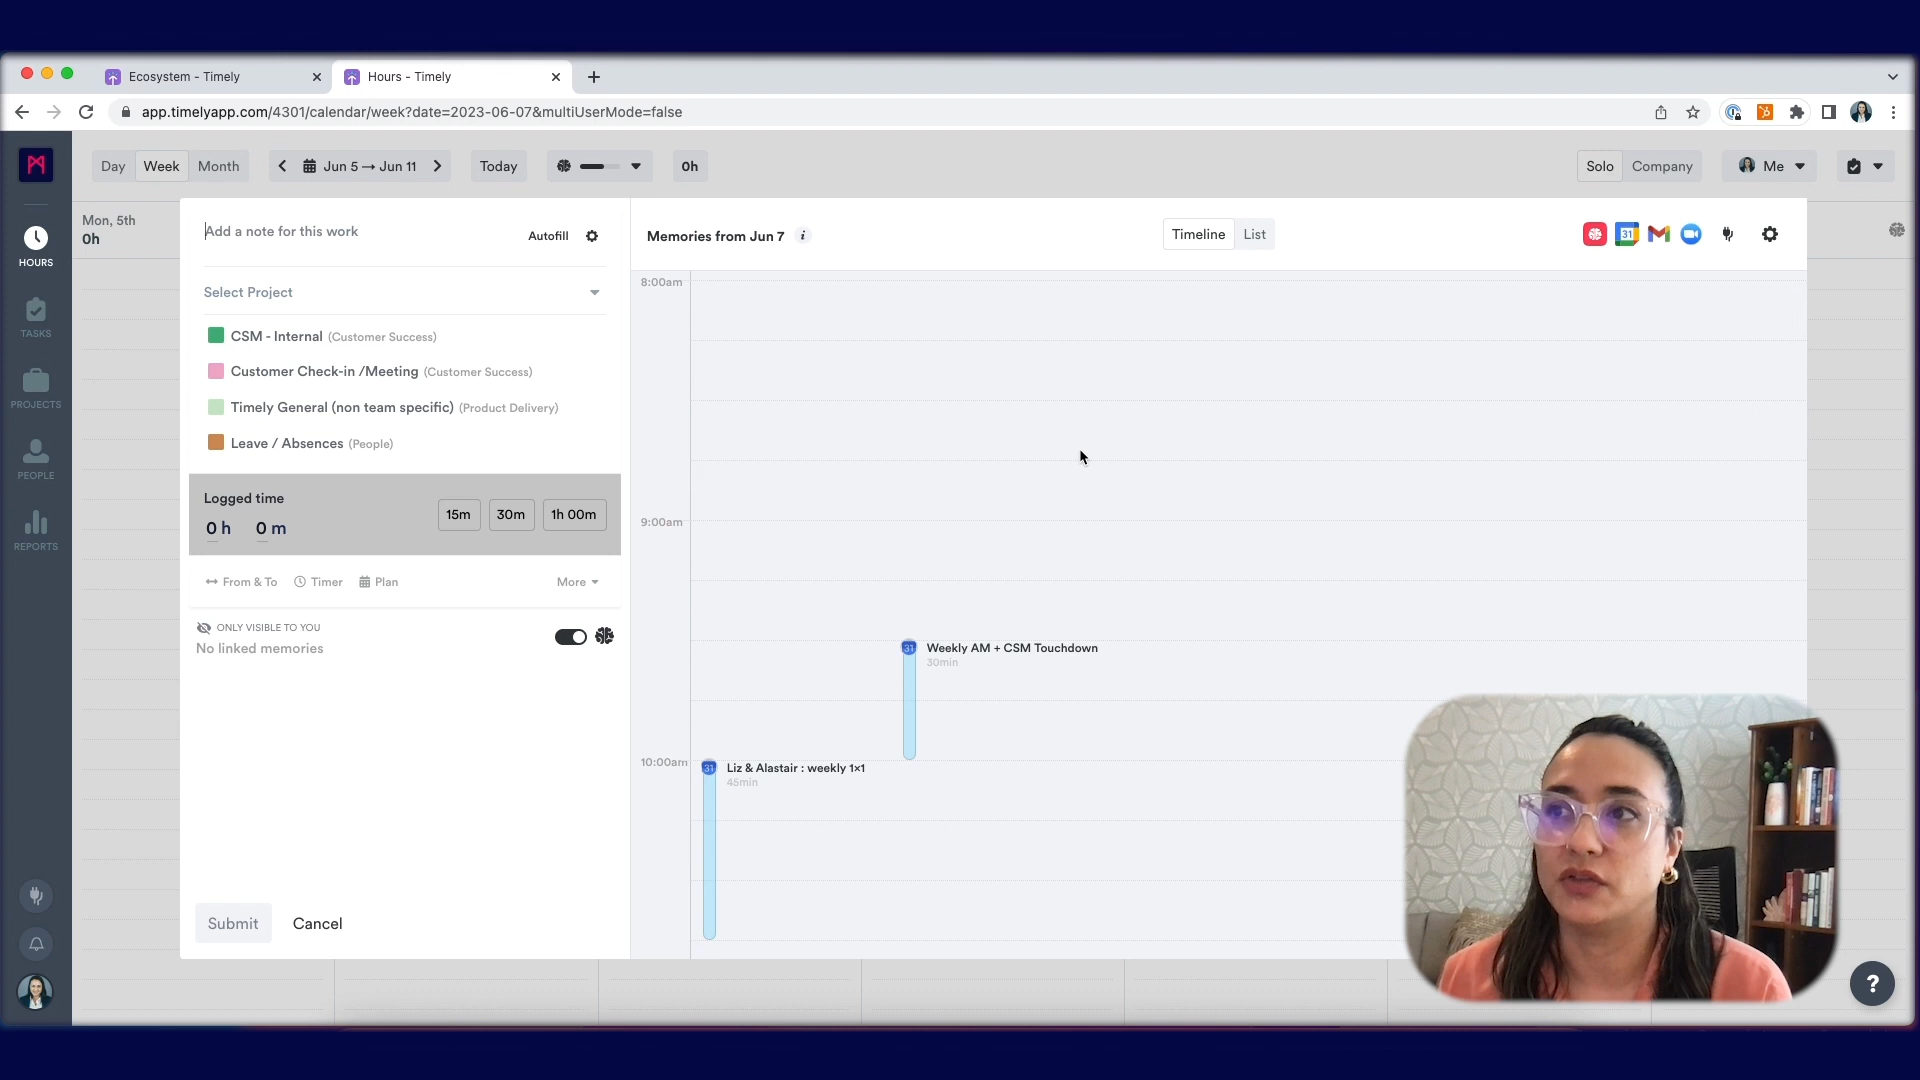 Ecosystem - Timely
Hours - Timely
app.timelyapp.com/4301/calendar/week?date=2023-06-07&multiUserMode=false
Day Week Month Jun 5 → Jun 11 Today 0h Solo Company Me
Mon, 5th
0h
HOURS
TASKS
PROJECTS
PEOPLE
REPORTS
Add a note for this work
Autofill
Select Project
CSM - Internal (Customer Success)
Customer Check-in /Meeting (Customer Success)
Timely General (non team specific) (Product Delivery)
Leave / Absences (People)
Logged time
0 h 0 m
15m 30m 1h 00m
From & To Timer Plan More
ONLY VISIBLE TO YOU
No linked memories
Submit Cancel
Memories from Jun 7 i
Timeline List
31
8:00am
9:00am
31 Weekly AM + CSM Touchdown
30min
10:00am
31 Liz & Alastair : weekly 1x1
45min
?